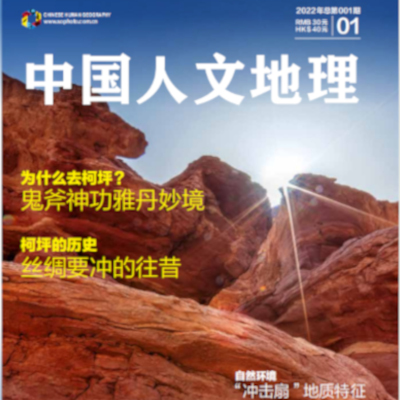 CHINESE HUMAN GEOGRAPHY
2022年总第001期
RMB.30元
HK$40元
01
中国人文地理
为什么去柯坪？
鬼斧神功雅丹妙境
柯坪的历史
丝绸要冲的往昔
自然环境
“冲击扇”地质特征